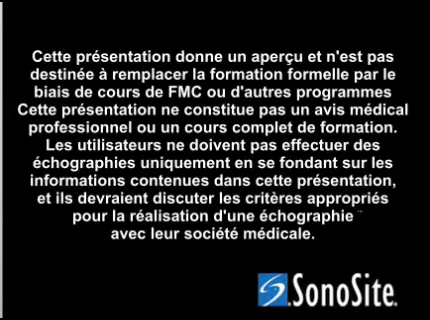 Cette présentation donne un aperçu et n'est pas
destinée à remplacer la formation formelle par le
biais de cours de FMC ou d'autres programmes
Cette présentation ne constitue pas un avis médical
professionnel ou un cours complet de formation.
Les utilisateurs ne doivent pas effectuer des
échographies uniquement en se fondant sur les
informations contenues dans cette présentation,
et ils devraient discuter les critères appropriés
pour la réalisation d'une échographie
avec leur société médicale.
SonoSite.